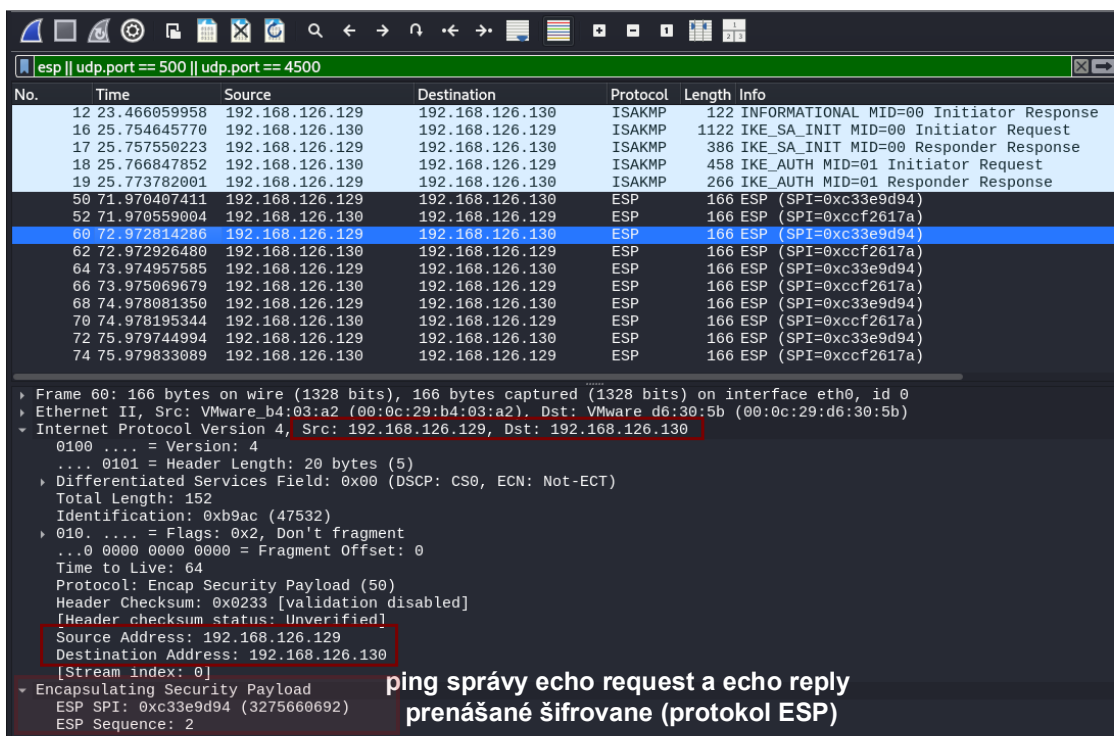 esp || udp.port == 500 || udp.port == 4500
No. Time Source Destination Protocol Length Info
12 23.466059958 192.168.126.129 192.168.126.130 ISAKMP 122 INFORMATIONAL MID=00 Initiator Response
16 25.754645770 192.168.126.130 192.168.126.129 ISAKMP 1122 IKE_SA_INIT MID=00 Initiator Request
17 25.757550223 192.168.126.129 192.168.126.130 ISAKMP 386 IKE_SA_INIT MID=00 Responder Response
18 25.766847852 192.168.126.130 192.168.126.129 ISAKMP 458 IKE_AUTH MID=01 Initiator Request
19 25.773782001 192.168.126.129 192.168.126.130 ISAKMP 266 IKE_AUTH MID=01 Responder Response
50 71.970407411 192.168.126.129 192.168.126.130 ESP 166 ESP (SPI=0xc33e9d94)
52 71.970559004 192.168.126.130 192.168.126.129 ESP 166 ESP (SPI=0xccf2617a)
60 72.972814286 192.168.126.129 192.168.126.130 ESP 166 ESP (SPI=0xc33e9d94)
62 72.972926480 192.168.126.130 192.168.126.129 ESP 166 ESP (SPI=0xccf2617a)
64 73.974957585 192.168.126.129 192.168.126.130 ESP 166 ESP (SPI=0xc33e9d94)
66 73.975069679 192.168.126.130 192.168.126.129 ESP 166 ESP (SPI=0xccf2617a)
68 74.978081350 192.168.126.129 192.168.126.130 ESP 166 ESP (SPI=0xc33e9d94)
70 74.978195344 192.168.126.130 192.168.126.129 ESP 166 ESP (SPI=0xccf2617a)
72 75.979744994 192.168.126.129 192.168.126.130 ESP 166 ESP (SPI=0xc33e9d94)
74 75.979833089 192.168.126.130 192.168.126.129 ESP 166 ESP (SPI=0xccf2617a)
Frame 60: 166 bytes on wire (1328 bits), 166 bytes captured (1328 bits) on interface eth0, id 0
Ethernet II, Src: VMware_b4:03:a2 (00:0c:29:b4:03:a2), Dst: VMware_d6:30:5b (00:0c:29:d6:30:5b)
Internet Protocol Version 4, Src: 192.168.126.129, Dst: 192.168.126.130
0100 .... = Version: 4
.... 0101 = Header Length: 20 bytes (5)
Differentiated Services Field: 0x00 (DSCP: CS0, ECN: Not-ECT)
Total Length: 152
Identification: 0xb9ac (47532)
010. .... = Flags: 0x2, Don't fragment
...0 0000 0000 0000 = Fragment Offset: 0
Time to Live: 64
Protocol: Encap Security Payload (50)
Header Checksum: 0x0233 [validation disabled]
[Header checksum status: Unverified]
Source Address: 192.168.126.129
Destination Address: 192.168.126.130
[Stream index: 0]
Encapsulating Security Payload
ESP SPI: 0xc33e9d94 (3275660692)
ESP Sequence: 2
ping správy echo request a echo reply
prenášané šifrovane (protokol ESP)